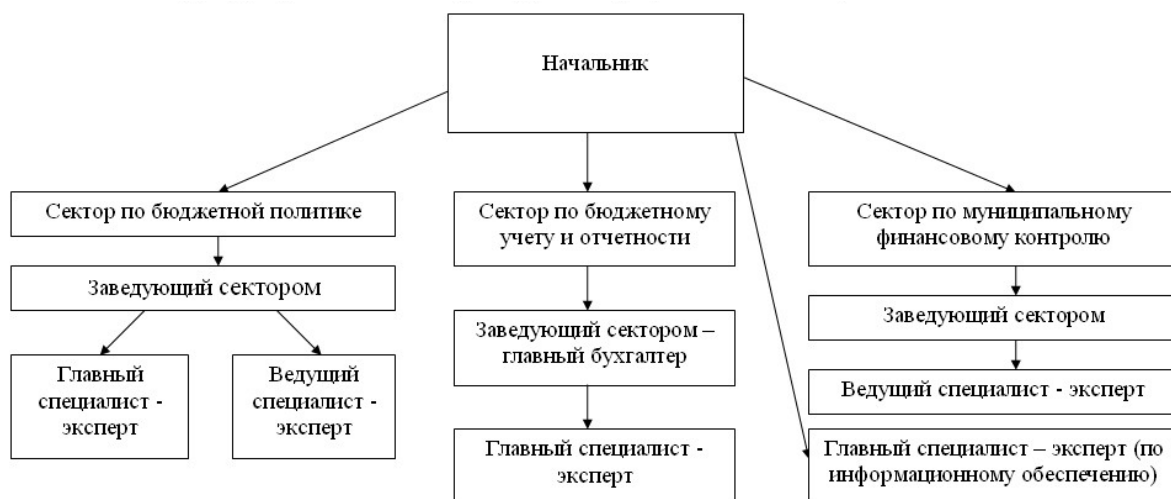 Начальник
Сектор по бюджетной политике
Сектор по бюджетному
учету и отчетности
Сектор по муниципальному
финансовому контролю
Заведующий сектором
Заведующий сектором –
главный бухгалтер
Заведующий сектором
Главный
специалист -
эксперт
Ведущий
специалист -
эксперт
Ведущий специалист - эксперт
Главный специалист -
эксперт
Главный специалист – эксперт (по
информационному обеспечению)